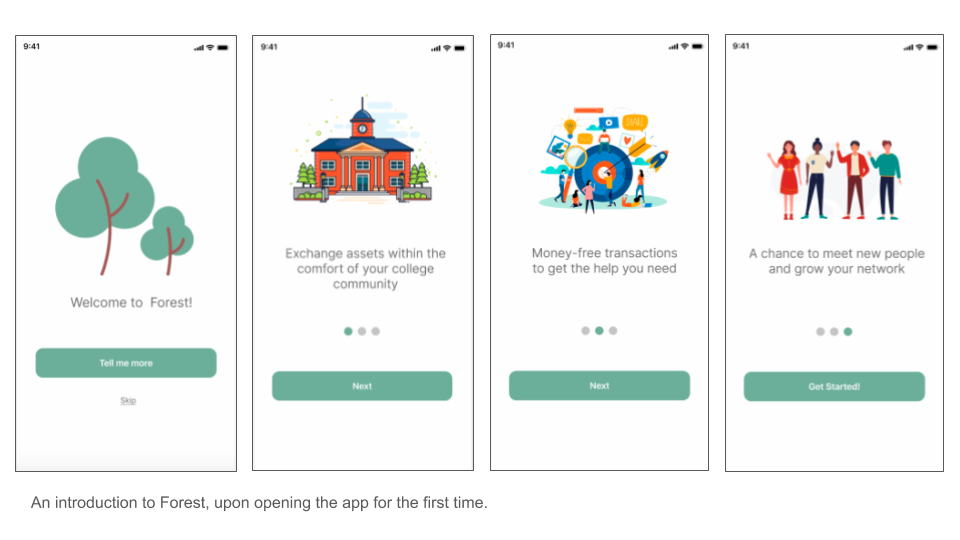 9:41
Welcome to Forest!
Tell me more
Skip
9:41
Exchange assets within the
comfort of your college
community
Next
9:41
Money-free transactions
to get the help you need
Next
9:41
A chance to meet new people
and grow your network
Get Started!
An introduction to Forest, upon opening the app for the first time.